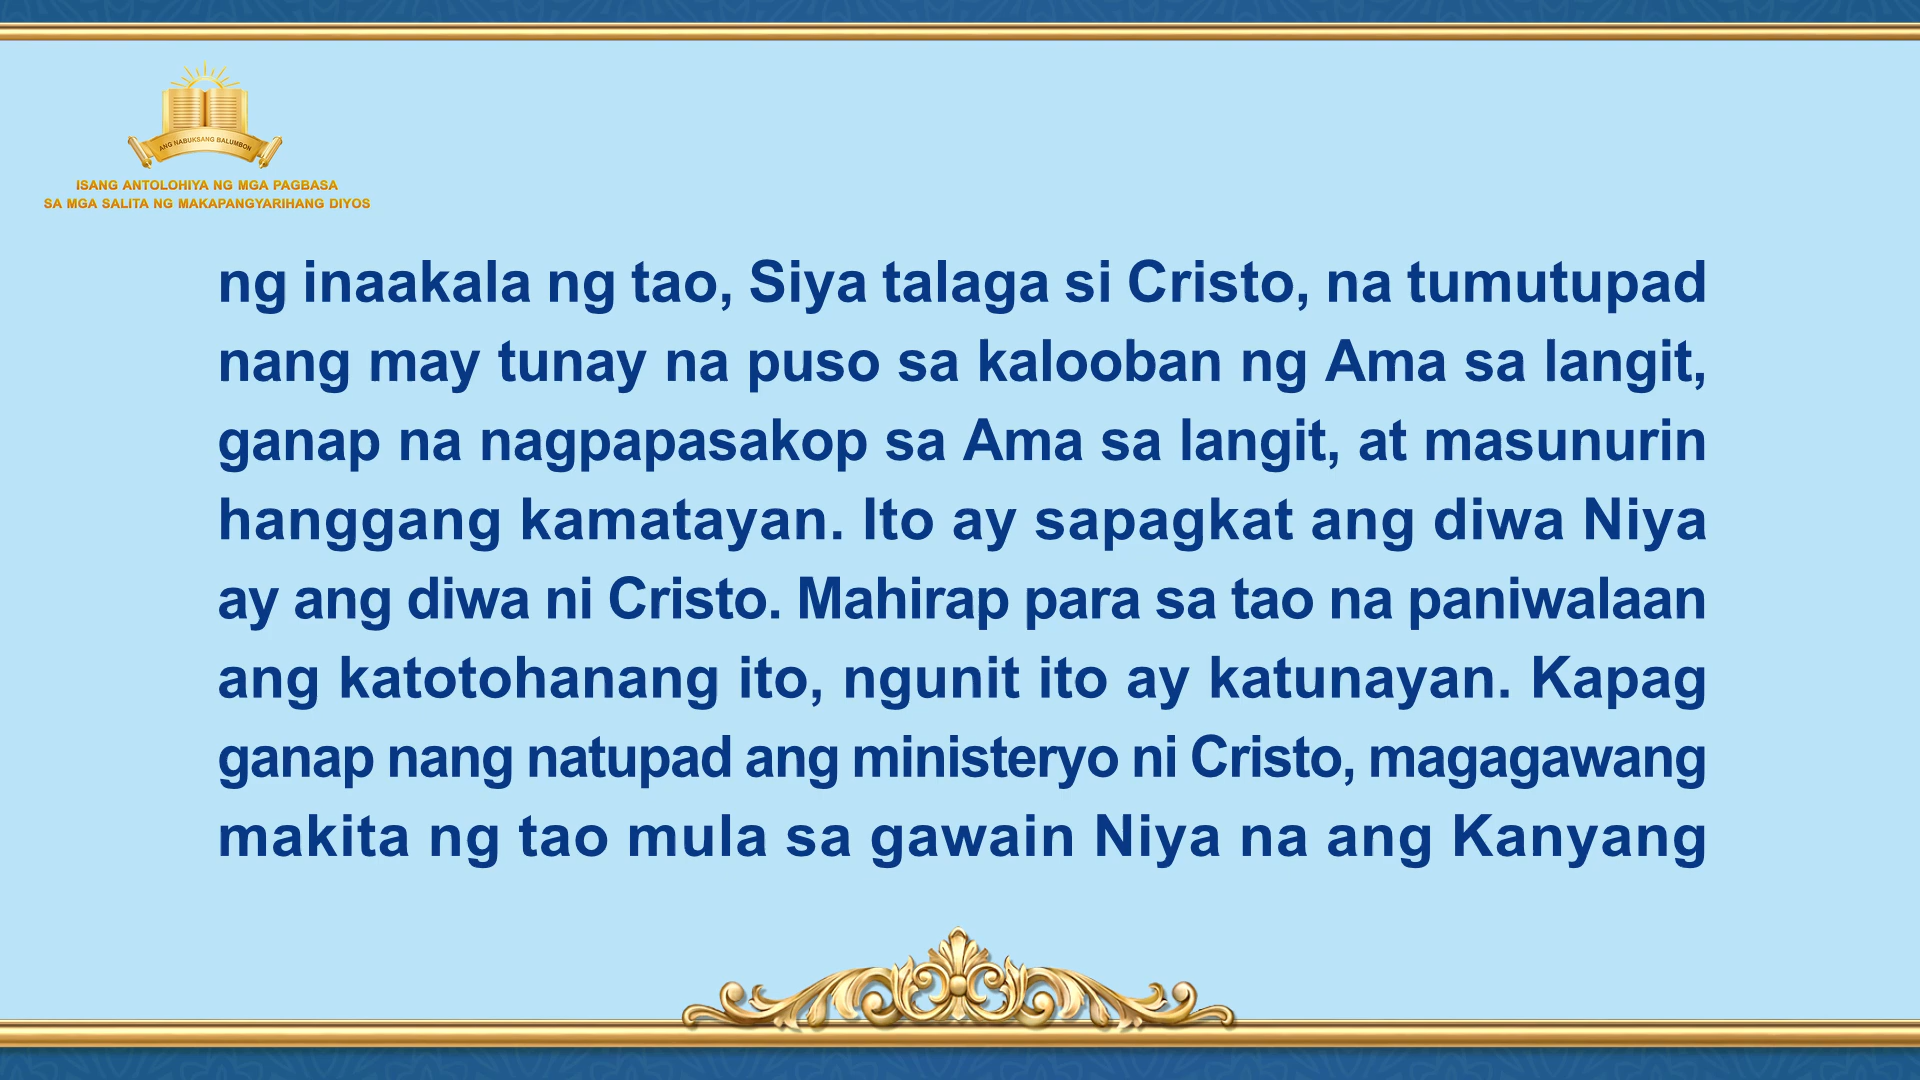 ANG NABUKSANG BALUMBON
ISANG ANTOLOHIYA NG MGA PAGBASA
SA MGA SALITA NG MAKAPANGYARIHANG DIYOS
ng inaakala ng tao, Siya talaga si Cristo, na tumutupad
nang may tunay na puso sa kalooban ng Ama sa langit,
ganap na nagpapasakop sa Ama sa langit, at masunurin
hanggang kamatayan. Ito ay sapagkat ang diwa Niya
ay ang diwa ni Cristo. Mahirap para sa tao na paniwalaan
ang katotohanang ito, ngunit ito ay katunayan. Kapag
ganap nang natupad ang ministeryo ni Cristo, magagawang
makita ng tao mula sa gawain Niya na ang Kanyang